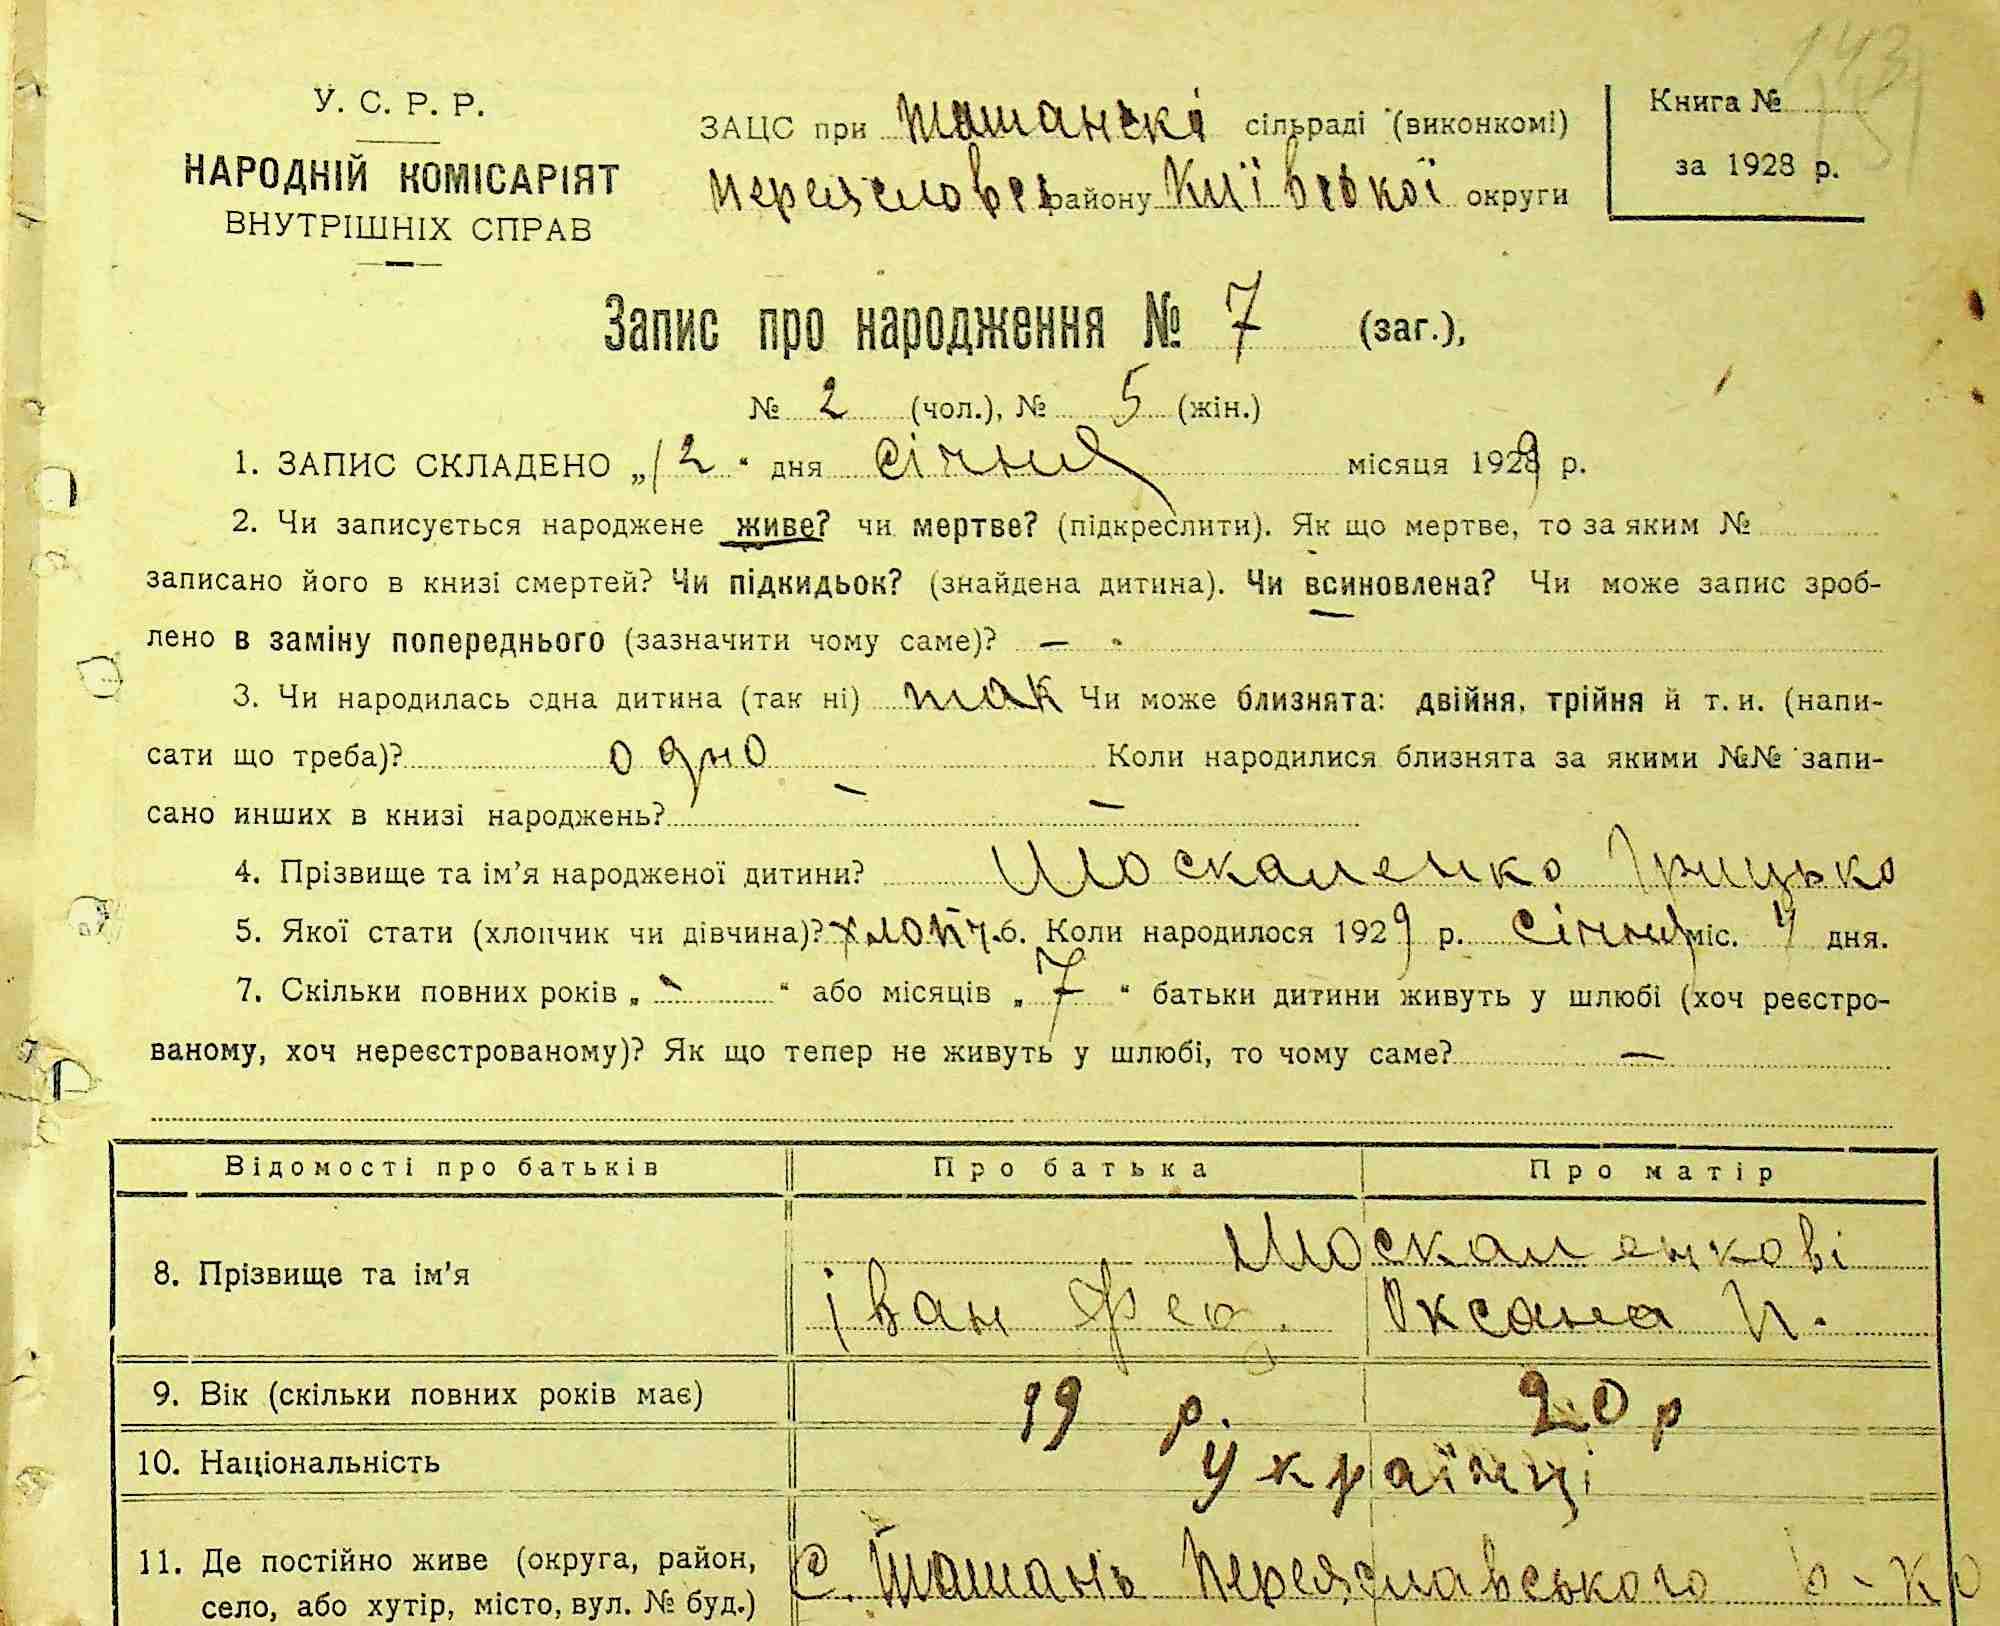 143
У. С. Р. Р.
НАРОДНІЙ КОМІСАРІЯТ
ВНУТРІШНІХ СПРАВ
ЗАЦС при Ташанскі сільраді (виконкомі)
Переяславсь району Київської округи
Книга №
за 1928 р.
Запис про народження № 7 (заг.),
№ 2 (чол.), № 5 (жін.)
1. ЗАПИС СКЛАДЕНО „12“ дня січня місяця 1929 р.
2. Чи записується народжене живе? чи мертве? (підкреслити). Як що мертве, то за яким №
записано його в книзі смертей? Чи підкидьок? (знайдена дитина). Чи всиновлена? Чи може запис зроб-
лено в заміну попереднього (зазначити чому саме)? —
3. Чи народилась одна дитина (так ні) так Чи може близнята: двійня, трійня й т. и. (напи-
сати що треба)? одно Коли народилися близнята за якими №№ запи-
сано инших в книзі народжень? —
4. Прізвище та ім'я народженої дитини? Москаленко Грицько
5. Якої стати (хлопчик чи дівчина)? хлопч. 6. Коли народилося 1929 р. січня міс. 4 дня.
7. Скільки повних років „ - “ або місяців „ 7 “ батьки дитини живуть у шлюбі (хоч реєстро-
ваному, хоч нереєстрованому)? Як що тепер не живуть у шлюбі, то чому саме? —
Відомості про батьків Про батька Про матір
8. Прізвище та ім'я Москаленкові
Іван Фед. Оксана П.
9. Вік (скільки повних років має) 19 р. 20 р
10. Національність Українці
11. Де постійно живе (округа, район, с. Ташань Переяславського р-ко
село, або хутір, місто, вул. № буд.)